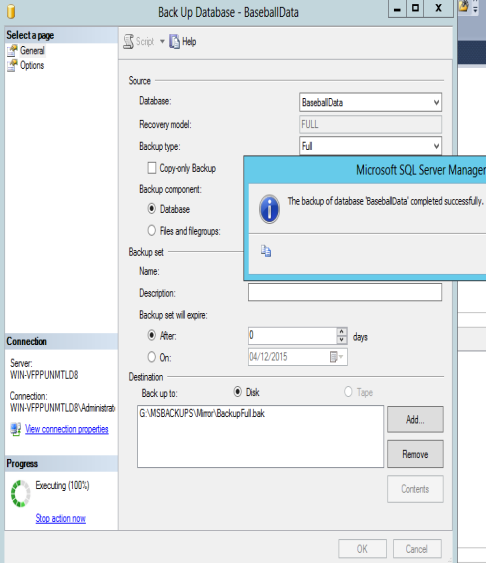 Back Up Database - BaseballData
Select a page
General
Options
Script
Help
Source
Database:
BaseballData
Recovery model:
FULL
Backup type:
Full
Copy-only Backup
Backup component:
Database
Files and filegroups:
Microsoft SQL Server Manager
The backup of database 'BaseballData' completed successfully.
Backup set
Name:
Description:
Backup set will expire:
After:
0
days
On:
04/12/2015
Destination
Back up to:
Disk
Tape
G:\MSBACKUPS\Mirror\BackupFull.bak
Add...
Remove
Contents
Connection
Server:
WIN-VFPPUNMTLD8
Connection:
WIN-VFPPUNMTLD8\Administrat
View connection properties
Progress
Executing (100%)
Stop action now
OK
Cancel